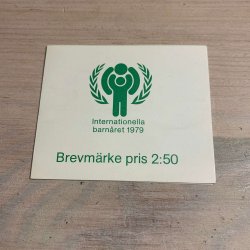 Internationella
barnåret 1979
Brevmärke pris 2:50